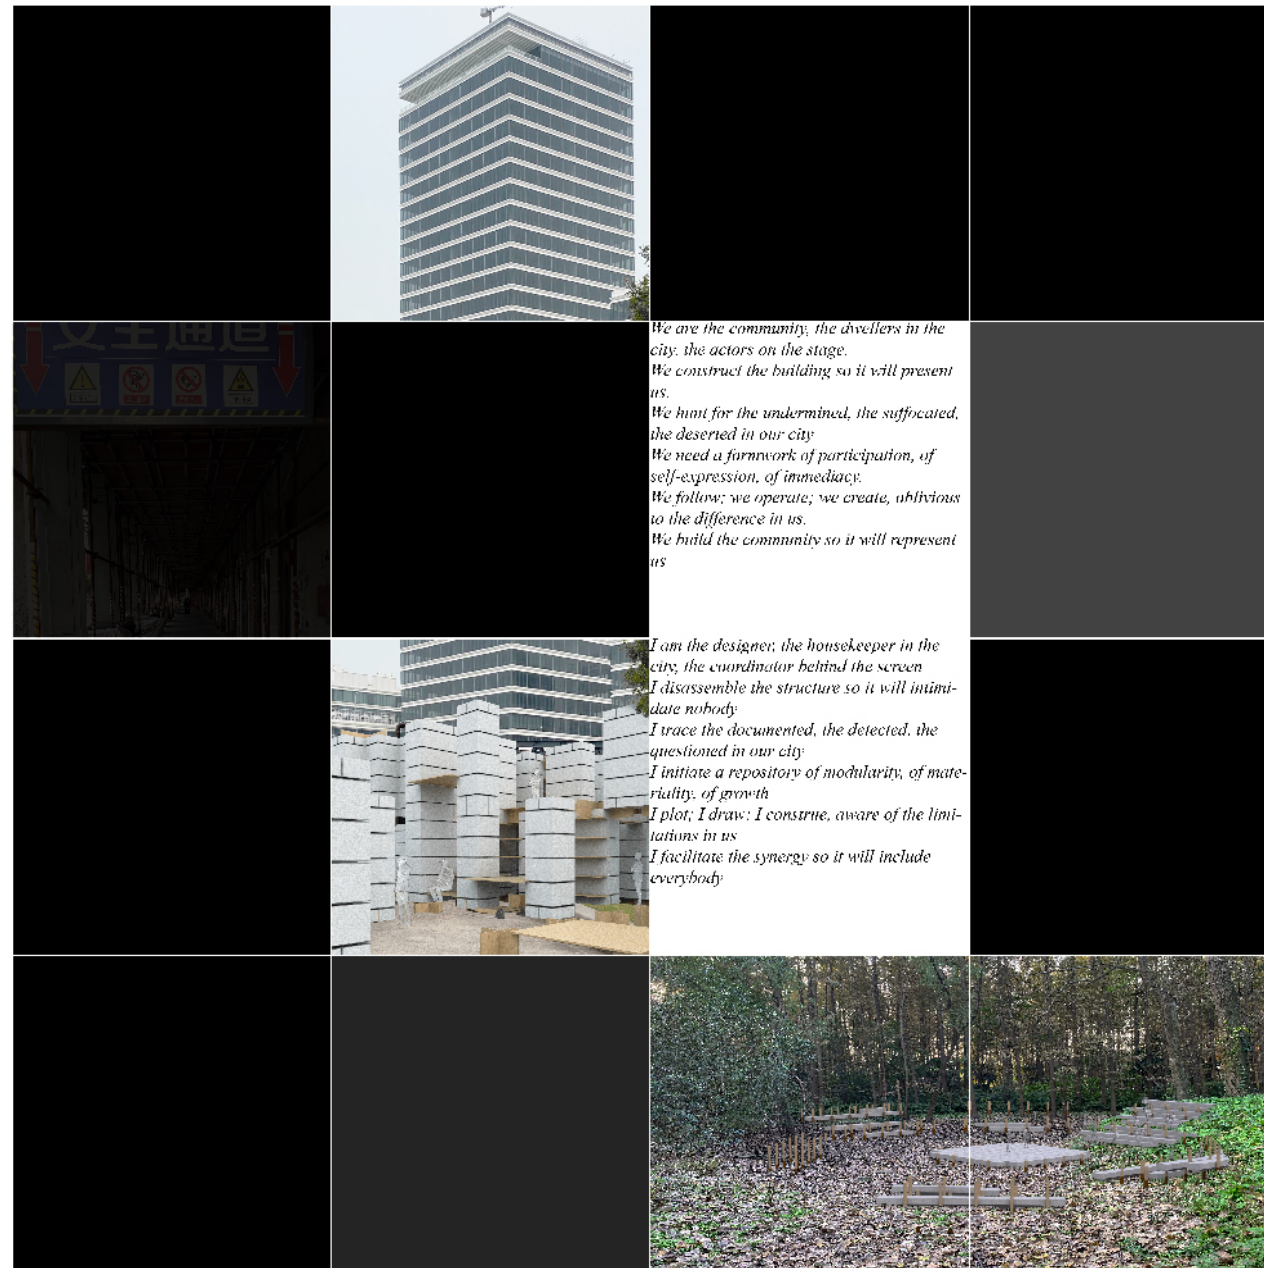 安全通道
We are the community, the dwellers in the
city, the actors on the stage.
We construct the building so it will present
us.
We hunt for the undermined, the suffocated,
the deserted in our city
We need a formwork of participation, of
self-expression, of immediacy.
We follow; we operate; we create, oblivious
to the difference in us.
We build the community so it will represent
us
I am the designer, the housekeeper in the
city, the coordinator behind the screen
I disassemble the structure so it will intimi-
date nobody
I trace the documented, the detected, the
questioned in our city
I initiate a repository of modularity, of mate-
riality, of growth
I plot; I draw; I construe, aware of the limi-
tations in us
I facilitate the synergy so it will include
everybody